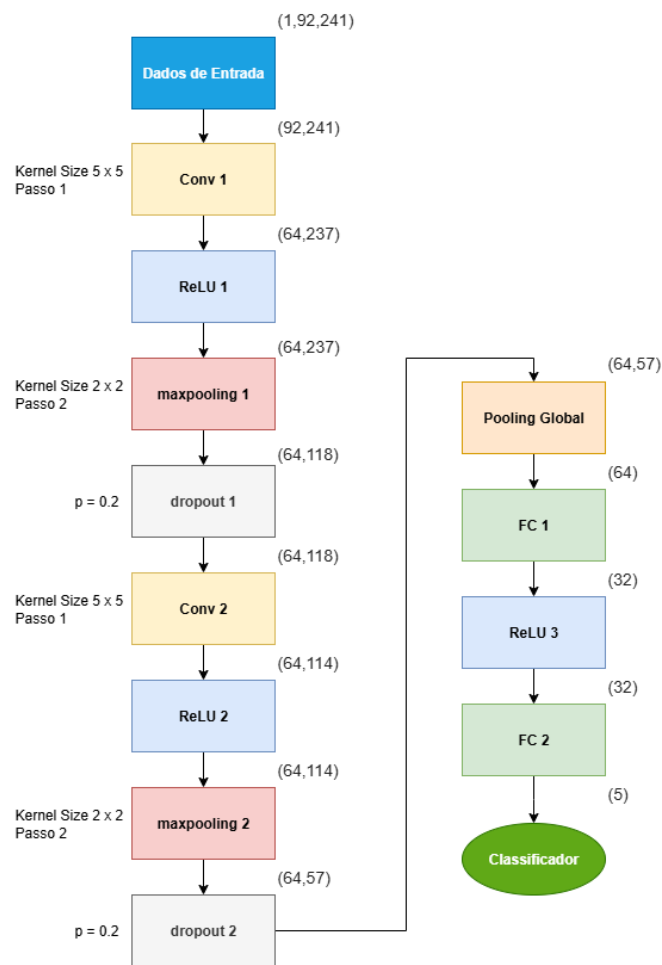 (1,92,241)
Dados de Entrada
(92,241)
Kernel Size 5 x 5
Passo 1
Conv 1
(64,237)
ReLU 1
(64,237)
Kernel Size 2 x 2
Passo 2
maxpooling 1
(64,118)
p = 0.2
dropout 1
(64,118)
Kernel Size 5 x 5
Passo 1
Conv 2
(64,114)
ReLU 2
(64,114)
Kernel Size 2 x 2
Passo 2
maxpooling 2
(64,57)
p = 0.2
dropout 2
(64,57)
Pooling Global
(64)
FC 1
(32)
ReLU 3
(32)
FC 2
(5)
Classificador